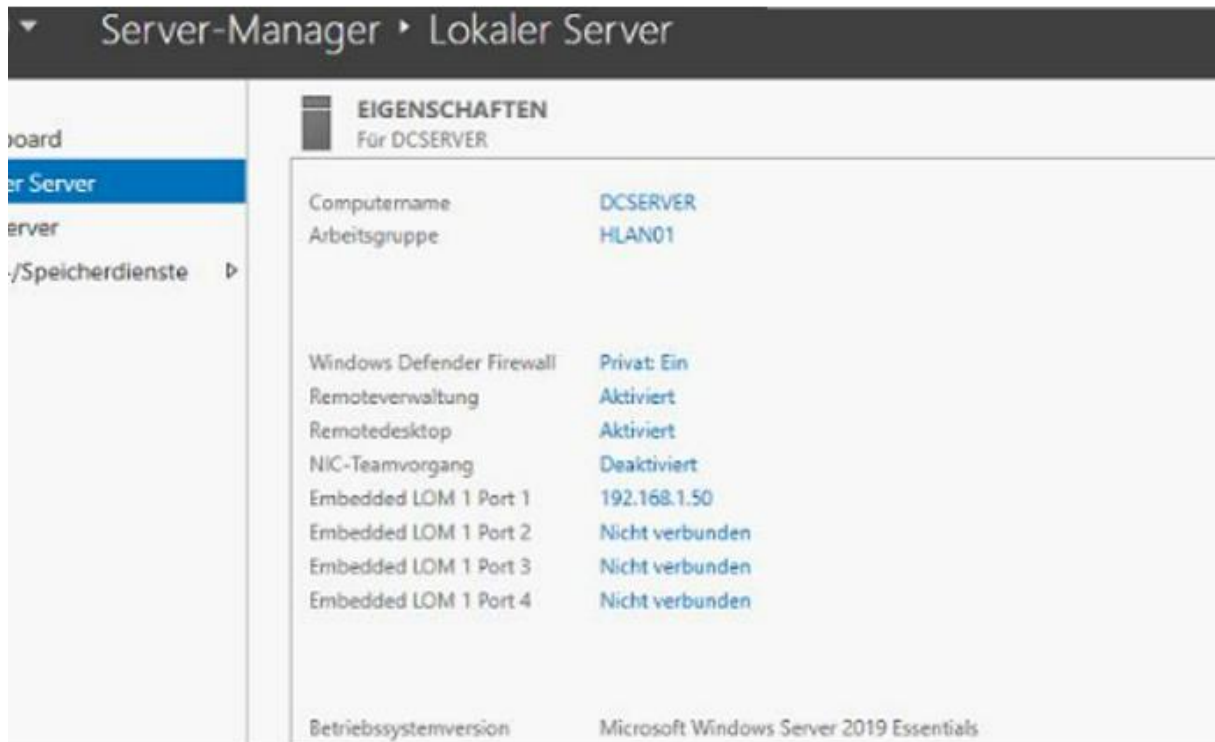 Server-Manager ‣ Lokaler Server
board
er Server
erver
-/Speicherdienste
EIGENSCHAFTEN
Für DCSERVER
Computername DCSERVER
Arbeitsgruppe HLAN01
Windows Defender Firewall Privat: Ein
Remoteverwaltung Aktiviert
Remotedesktop Aktiviert
NIC-Teamvorgang Deaktiviert
Embedded LOM 1 Port 1 192.168.1.50
Embedded LOM 1 Port 2 Nicht verbunden
Embedded LOM 1 Port 3 Nicht verbunden
Embedded LOM 1 Port 4 Nicht verbunden
Betriebssystemversion Microsoft Windows Server 2019 Essentials